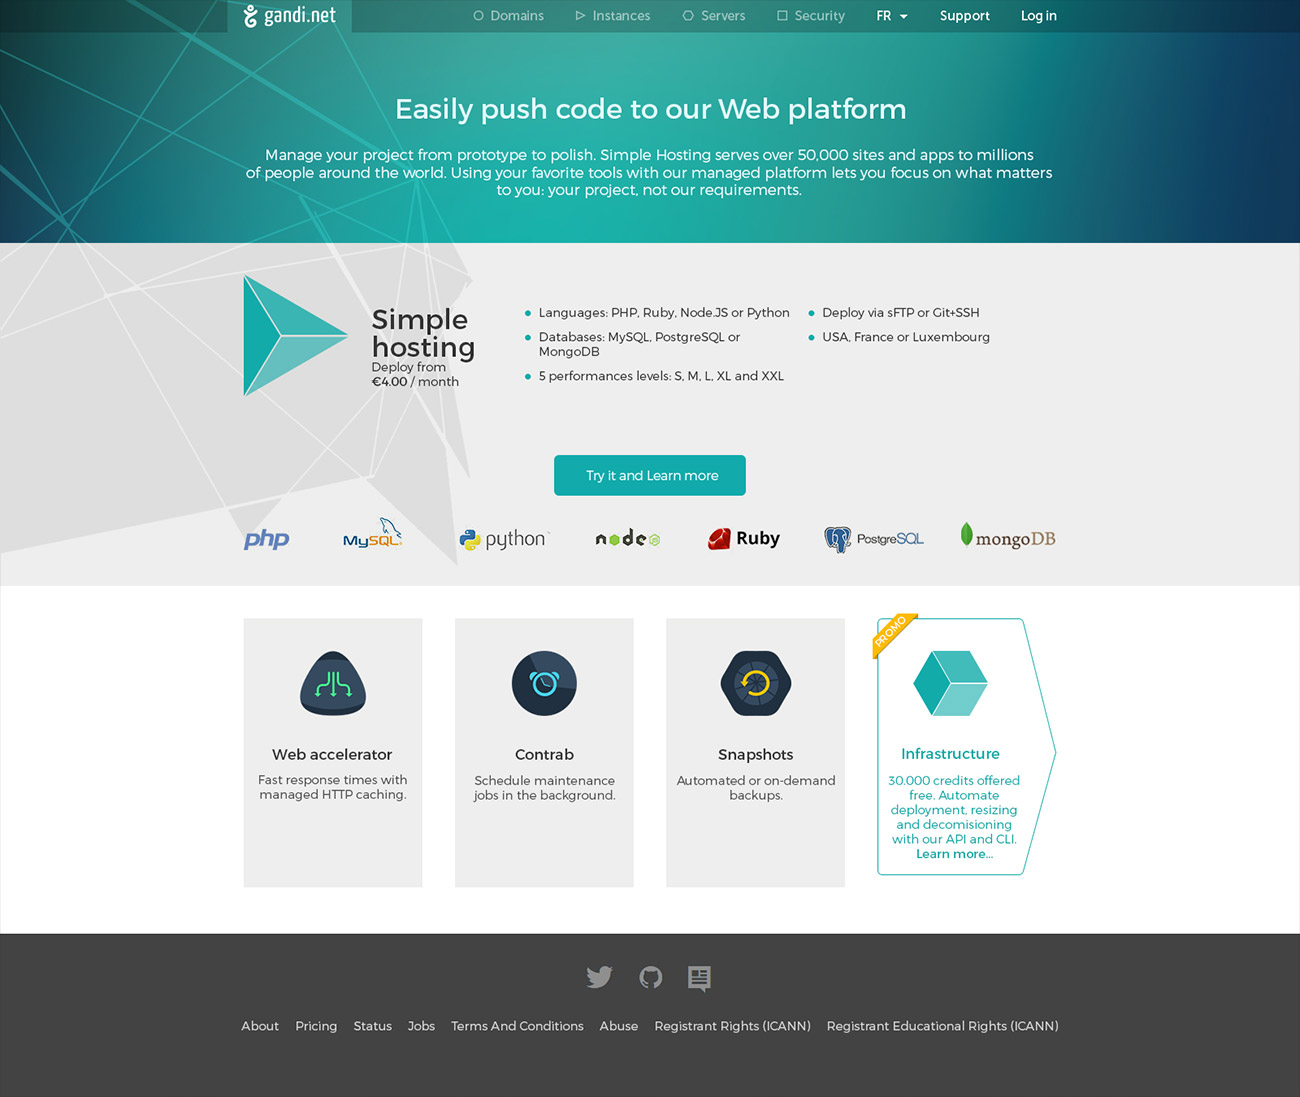 gandi.net
Domains
Instances
Servers
Security
FR
Support
Log in
Easily push code to our Web platform
Manage your project from prototype to polish. Simple Hosting serves over 50,000 sites and apps to millions
of people around the world. Using your favorite tools with our managed platform lets you focus on what matters
to you: your project, not our requirements.
Simple
hosting
Deploy from
€4.00 / month
Languages: PHP, Ruby, Node.JS or Python
Databases: MySQL, PostgreSQL or
MongoDB
5 performances levels: S, M, L, XL and XXL
Deploy via sFTP or Git+SSH
USA, France or Luxembourg
Try it and Learn more
php
MySQL
python
node JS
Ruby
PostgreSQL
mongoDB
Web accelerator
Fast response times with
managed HTTP caching.
Contrab
Schedule maintenance
jobs in the background.
Snapshots
Automated or on-demand
backups.
PROMO
Infrastructure
30.000 credits offered
free. Automate
deployment, resizing
and decomisioning
with our API and CLI.
Learn more...
About
Pricing
Status
Jobs
Terms And Conditions
Abuse
Registrant Rights (ICANN)
Registrant Educational Rights (ICANN)